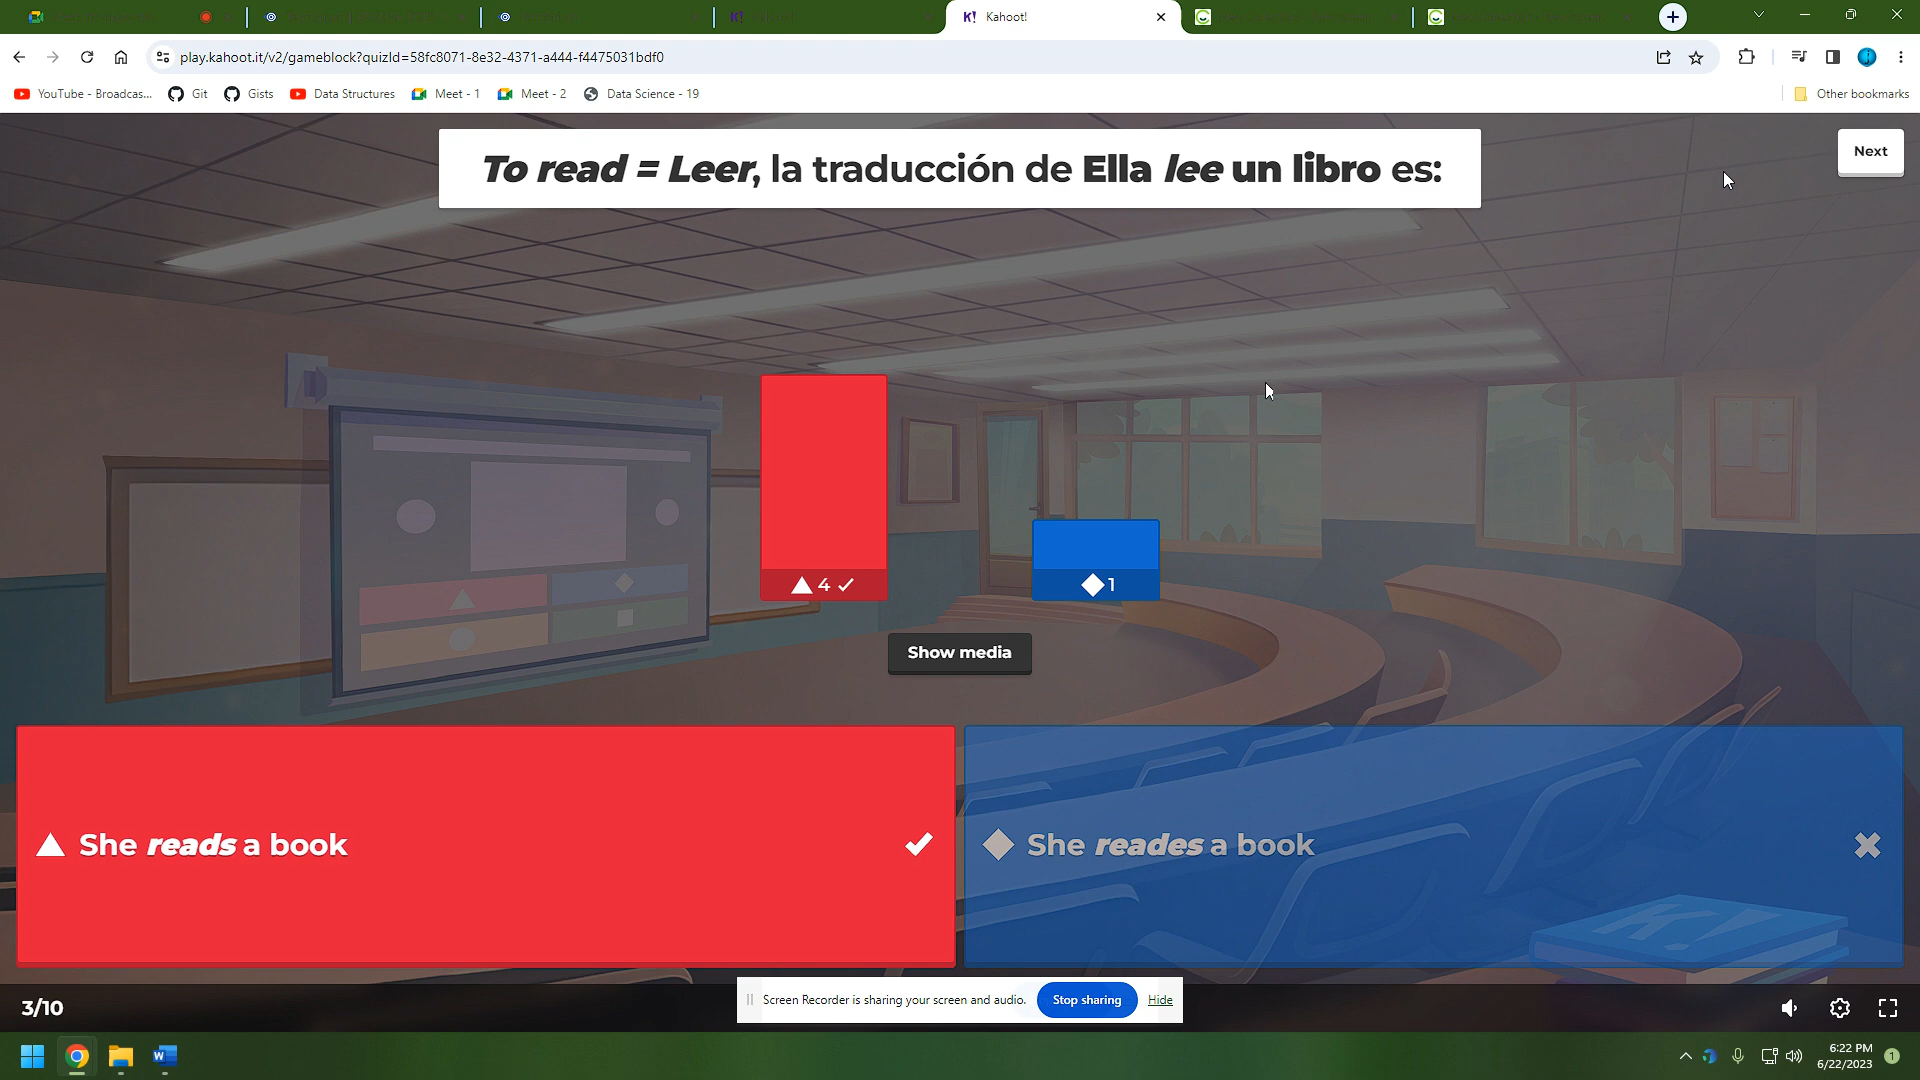 Kahoot!
play.kahoot.it/v2/gameblock?quizId=58fc8071-8e32-4371-a444-f4475031bdf0
YouTube - Broadcas... Git Gists Data Structures Meet - 1 Meet - 2 Data Science - 19 Other bookmarks
To read = Leer, la traducción de Ella lee un libro es:
Next
4
1
Show media
She reads a book
She reades a book
K!
3/10
Screen Recorder is sharing your screen and audio. Stop sharing Hide
6:22 PM
6/22/2023
1